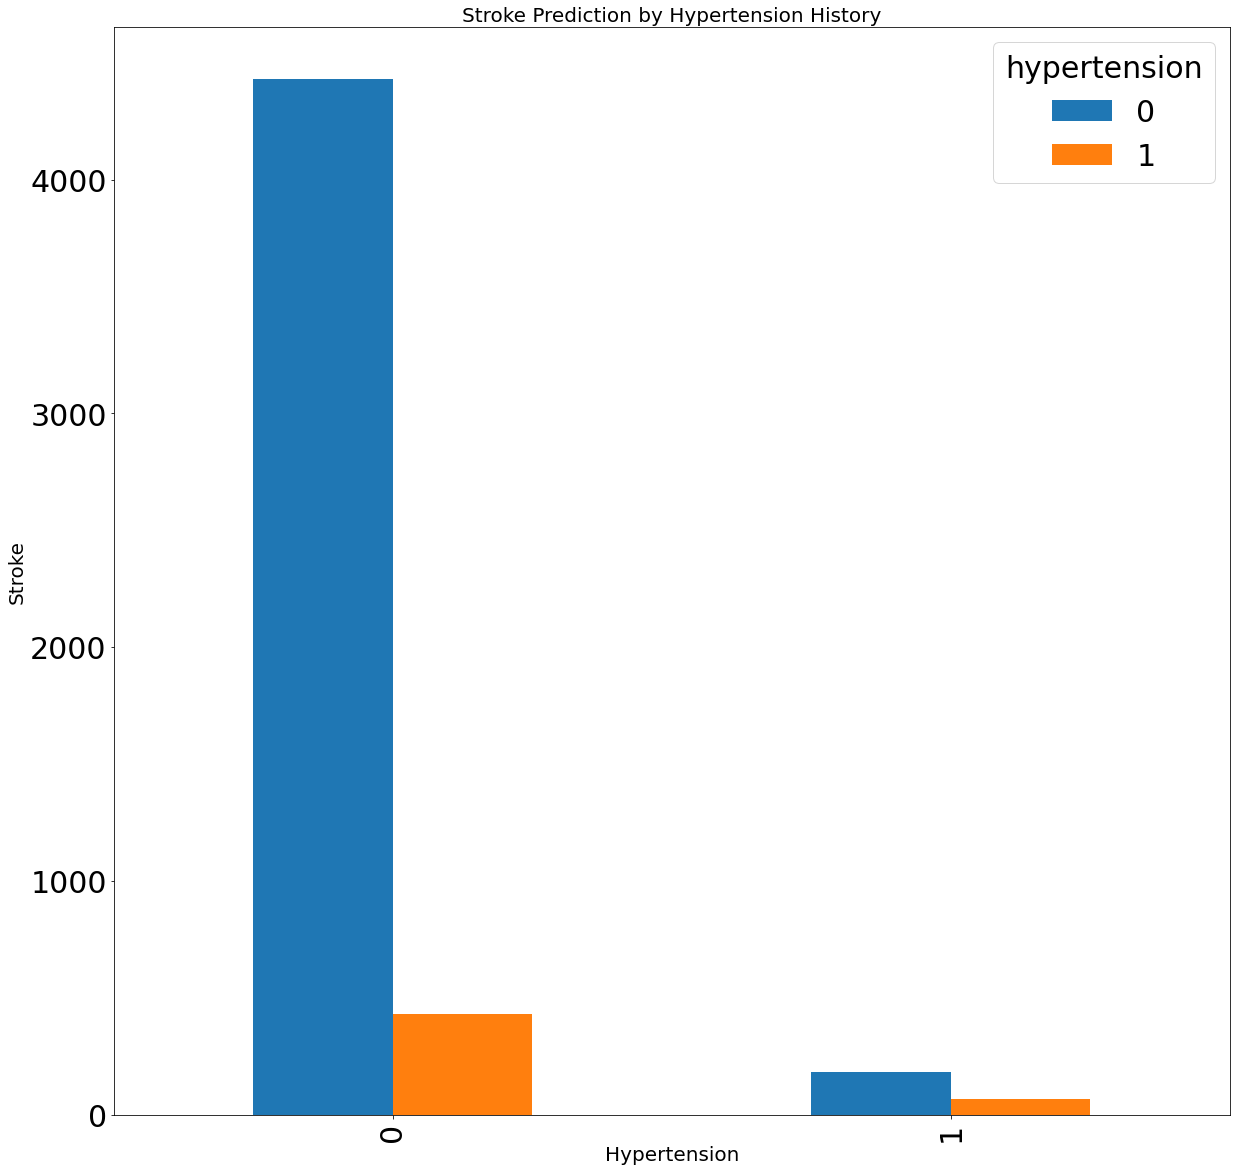 Stroke Prediction by Hypertension History
hypertension
0
1
4000
3000
2000
1000
0
Stroke
0
1
Hypertension